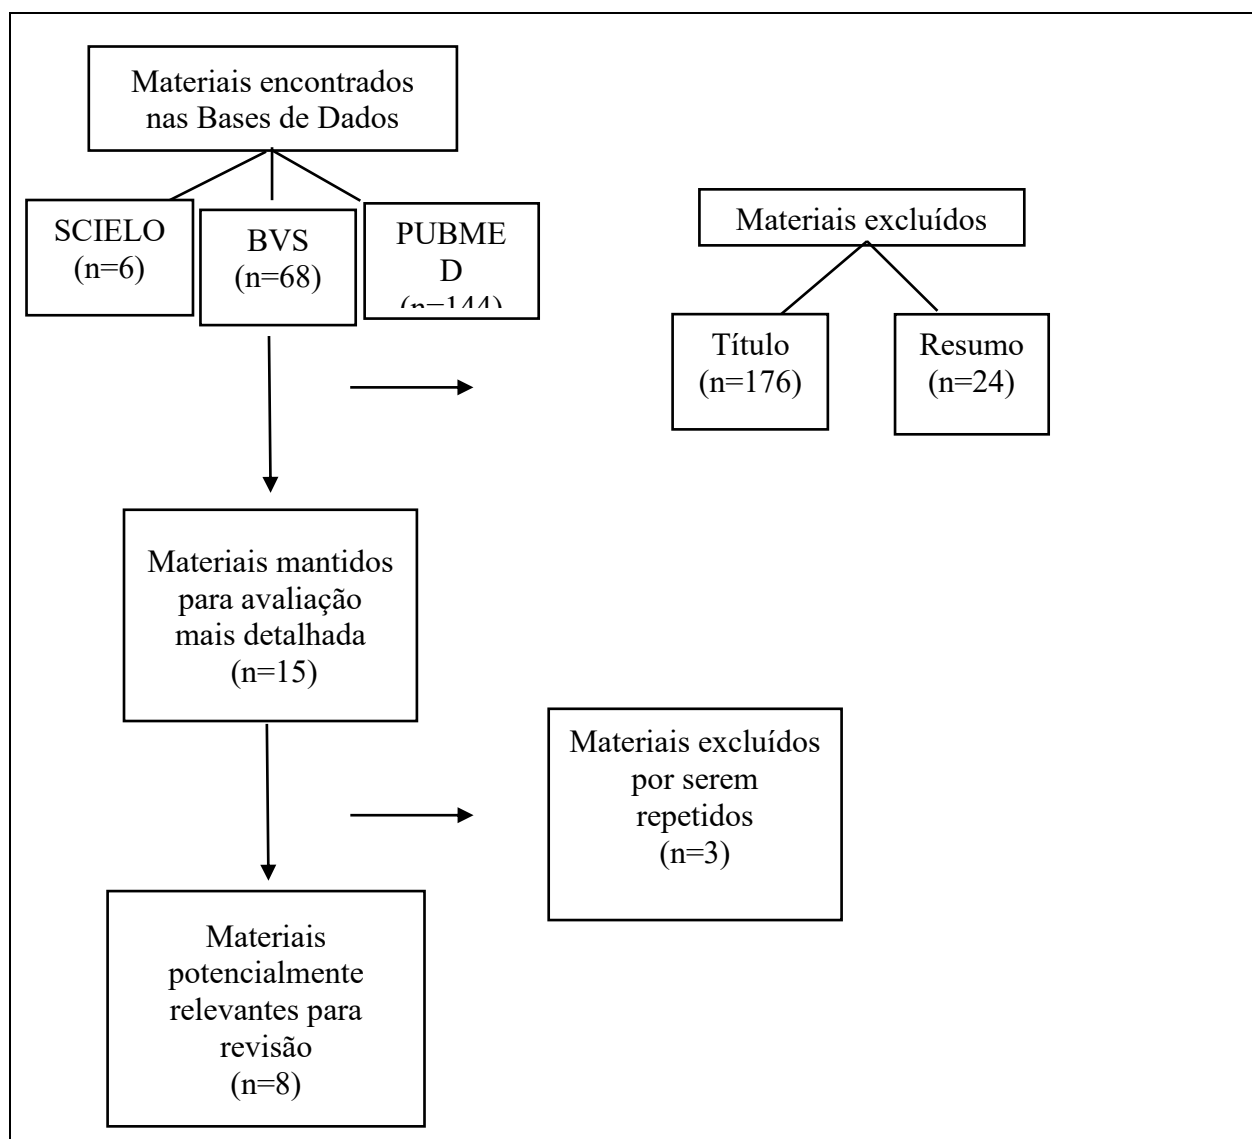 Materiais encontrados
nas Bases de Dados
SCIELO
(n=6)
BVS
(n=68)
PUBME
D
(n=144)
Materiais excluídos
Título
(n=176)
Resumo
(n=24)
Materiais mantidos
para avaliação
mais detalhada
(n=15)
Materiais excluídos
por serem
repetidos
(n=3)
Materiais
potencialmente
relevantes para
revisão
(n=8)